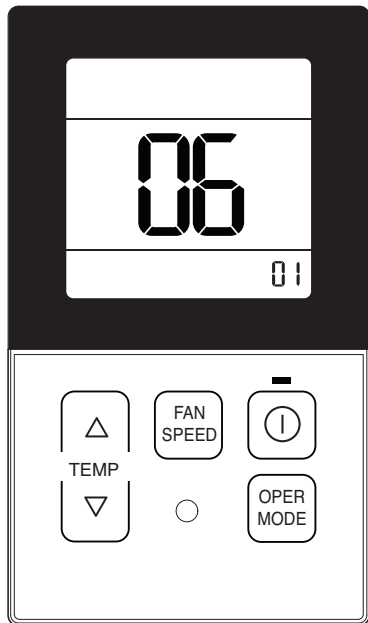 06
01
FAN
SPEED
TEMP
OPER
MODE